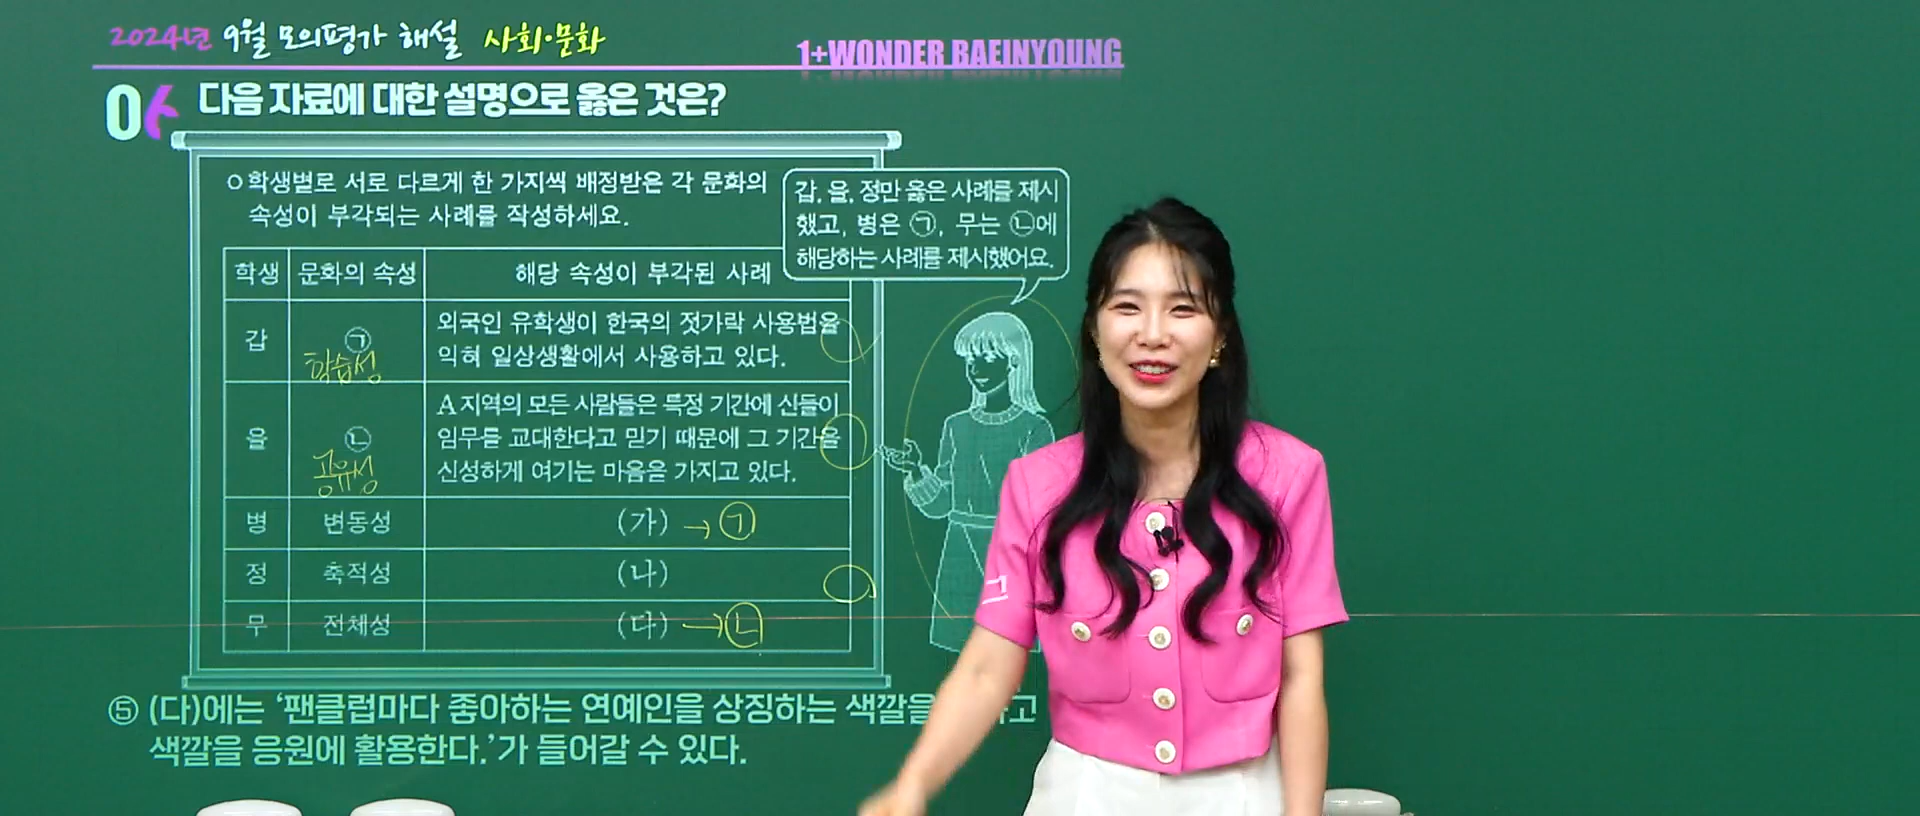 2024년 9월 모의평가 해설 사회·문화
1+WONDER BAEINYOUNG
다음 자료에 대한 설명으로 옳은 것은?
○ 학생별로 서로 다르게 한 가지씩 배정받은 각 문화의
속성이 부각되는 사례를 작성하세요.
갑, 을, 정만 옳은 사례를 제시
했고, 병은 ㉠, 무는 ㉡에
해당하는 사례를 제시했어요.
학생 문화의 속성 해당 속성이 부각된 사례
갑 ㉠ 학습성 외국인 유학생이 한국의 젓가락 사용법을
익혀 일상생활에서 사용하고 있다.
을 ㉡ 공유성 A 지역의 모든 사람들은 특정 기간에 신들이
임무를 교대한다고 믿기 때문에 그 기간을
신성하게 여기는 마음을 가지고 있다.
병 변동성 (가) → ㉠
정 축적성 (나)
무 전체성 (다) → ㉡
⑤ (다)에는 ‘팬클럽마다 좋아하는 연예인을 상징하는 색깔을 고
색깔을 응원에 활용한다.’가 들어갈 수 있다.